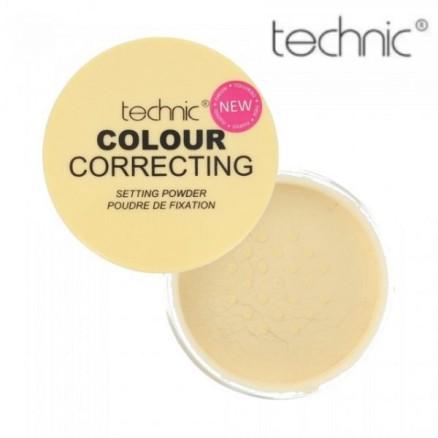 technic®
technic®
NEW
COLOUR
CORRECTING
SETTING POWDER
POUDRE DE FIXATION